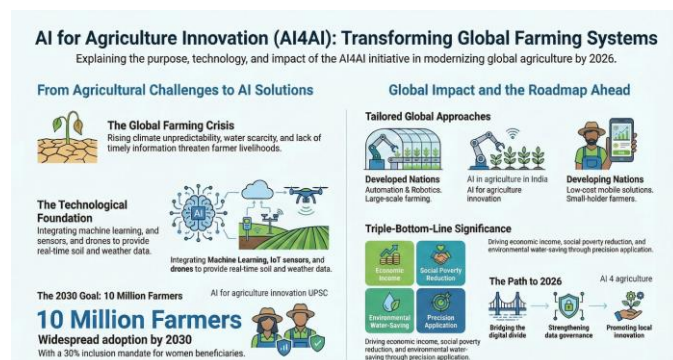 AI for Agriculture Innovation (AI4AI): Transforming Global Farming Systems
Explaining the purpose, technology, and impact of the AI4AI initiative in modernizing global agriculture by 2026.
From Agricultural Challenges to AI Solutions
The Global Farming Crisis
Rising climate unpredictability, water scarcity, and lack of
timely information threaten farmer livelihoods.
The Technological
Foundation
Integrating machine learning, and
sensors, and drones to provide
real-time soil and weather data.
AI
Integrating Machine Learning, IoT sensors, and
drones to provide real-time soil and weather data.
The 2030 Goal: 10 Million Farmers
AI for agriculture innovation UPSC
10 Million Farmers
Widespread adoption by 2030
With a 30% inclusion mandate for women beneficiaries.
Global Impact and the Roadmap Ahead
Tailored Global Approaches
Developed Nations
Automation & Robotics.
Large-scale farming.
AI in agriculture in India
AI for agriculture
innovation
Developing Nations
Low-cost mobile solutions.
Small-holder farmers.
Triple-Bottom-Line Significance
Economic
Income
Social Poverty
Reduction
Environmental
Water-Saving
Precision
Application
Driving economic income, social poverty
reduction, and environmental water-
saving through precision application.
Driving economic income, social poverty reduction, and
environmental water-saving through precision application.
The Path to 2026
AI 4 agriculture
Bridging the
digital divide
Strengthening
data governance
Promoting local
innovation